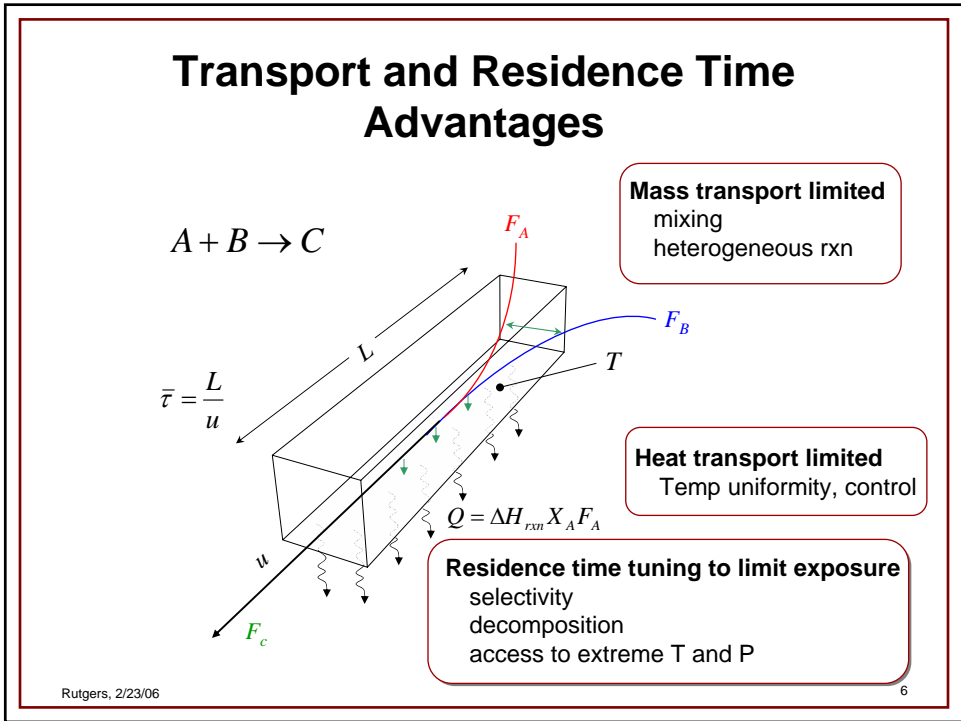 Transport and Residence Time
Advantages
Mass transport limited
mixing
heterogeneous rxn
A + B → C
F_A
F_B
L
T
τ̄ = L/u
Heat transport limited
Temp uniformity, control
Q = ΔH_rxn X_A F_A
Residence time tuning to limit exposure
selectivity
decomposition
access to extreme T and P
u
F_c
Rutgers, 2/23/06
6